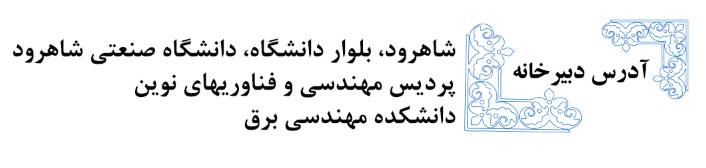 آدرس دبیرخانه
شاهرود، بلوار دانشگاه، دانشگاه صنعتی شاهرود
پردیس مهندسی و فناوریهای نوین
دانشکده مهندسی برق